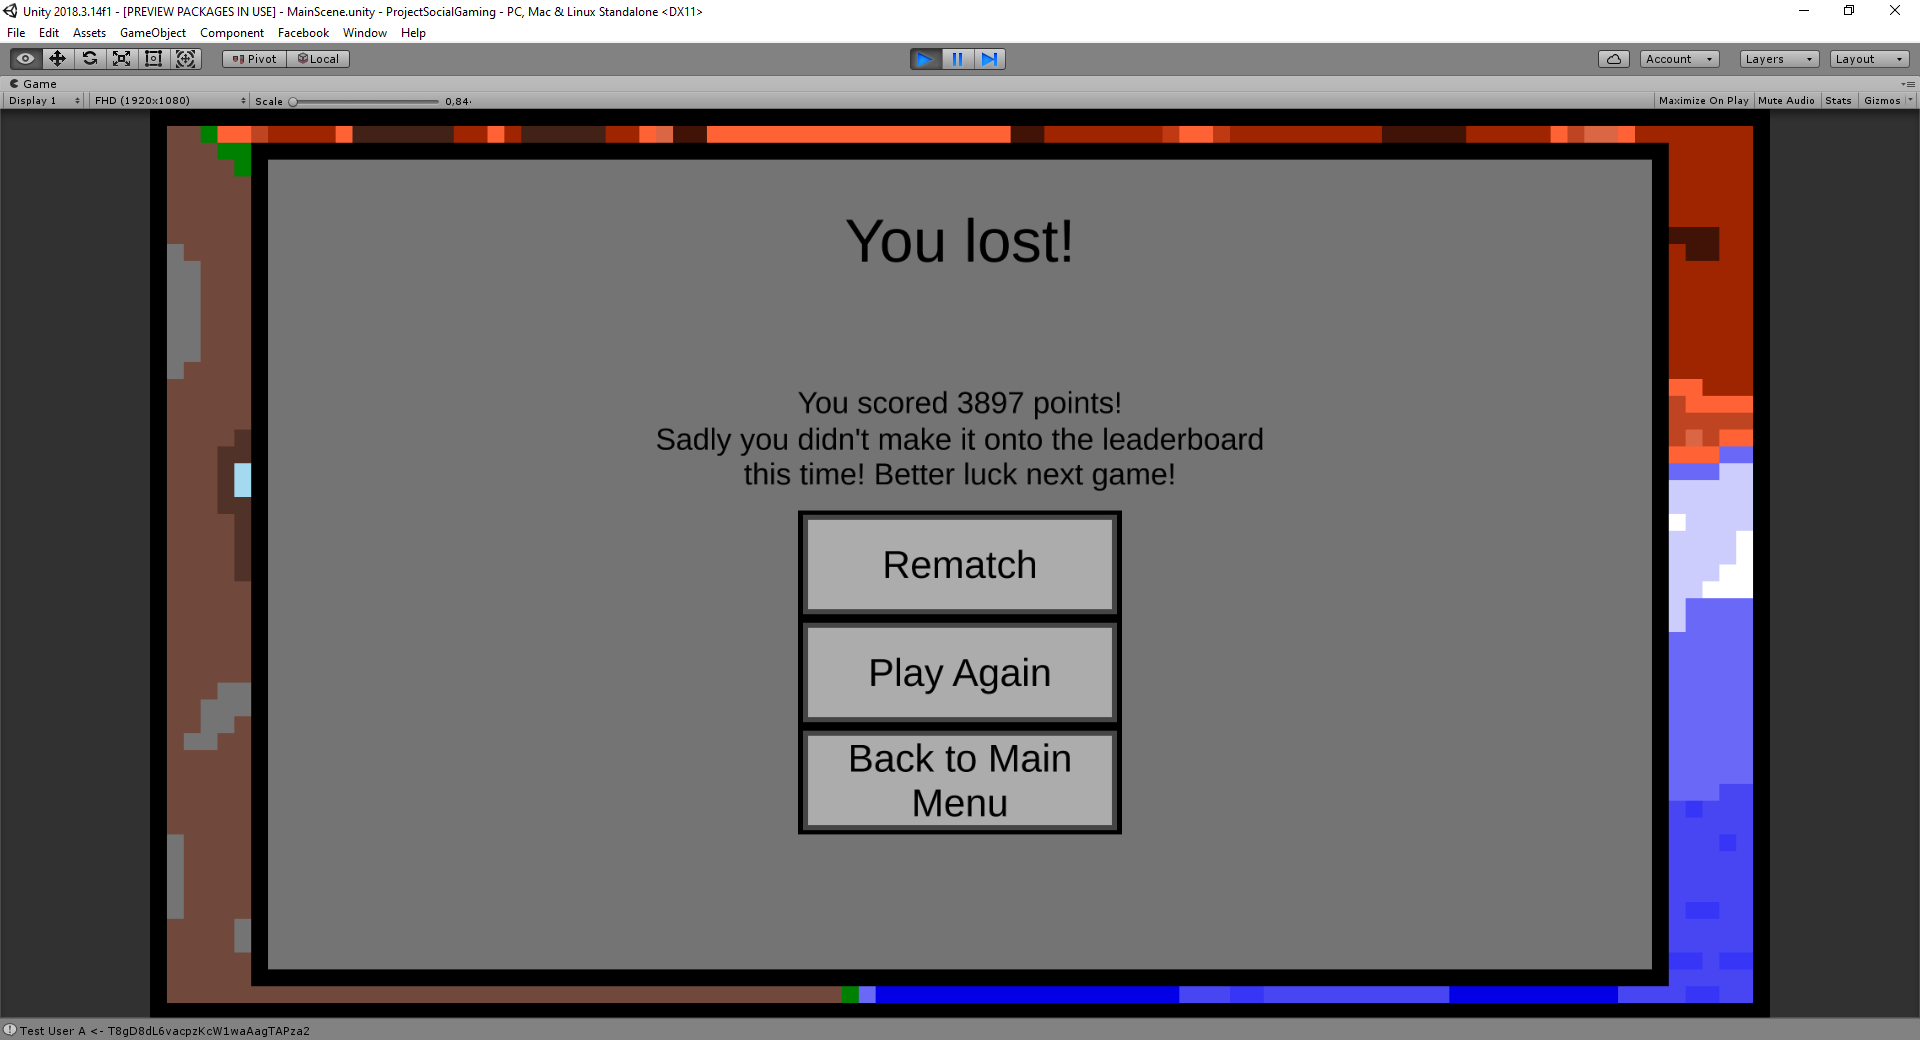 Unity 2018.3.14f1 - [PREVIEW PACKAGES IN USE] - MainScene.unity - ProjectSocialGaming - PC, Mac & Linux Standalone <DX11>
File Edit Assets GameObject Component Facebook Window Help
Pivot Local Account Layers Layout
Game
Display 1 FHD (1920x1080) Scale 0,84 Maximize On Play Mute Audio Stats Gizmos
You lost!
You scored 3897 points!
Sadly you didn't make it onto the leaderboard
this time! Better luck next game!
Rematch
Play Again
Back to Main
Menu
Test User A <- T8gD8dL6vacpzKcW1waAagTAPza2